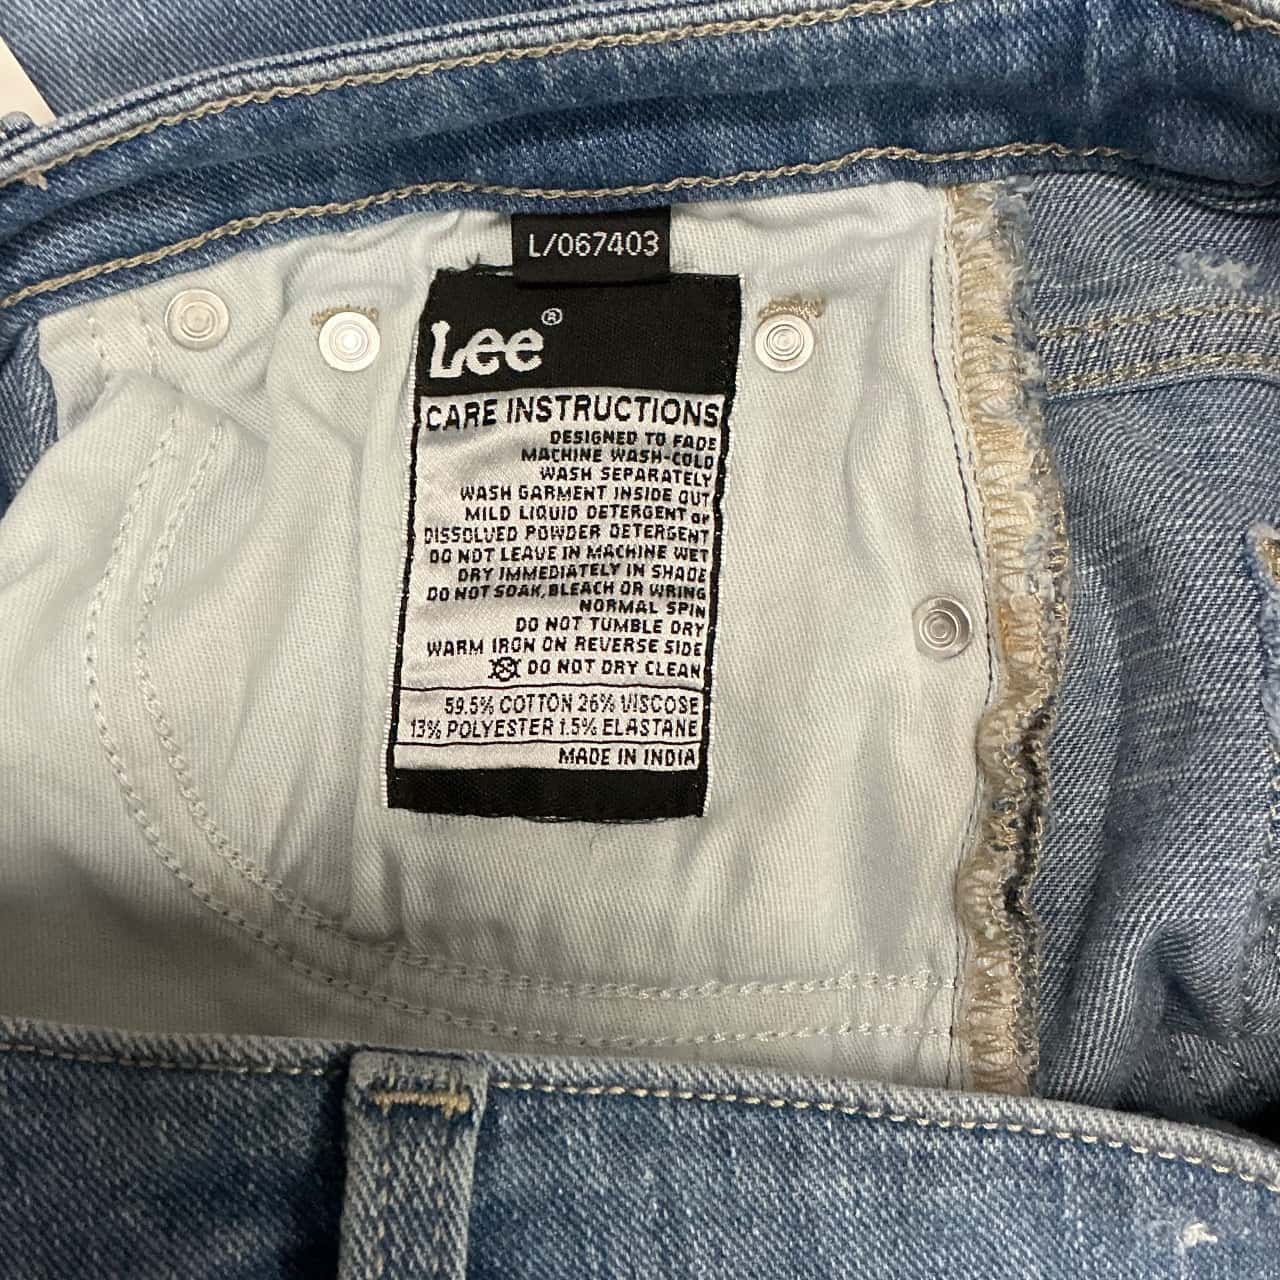 L/067403
Lee®
CARE INSTRUCTIONS
DESIGNED TO FADE
MACHINE WASH-COLD
WASH SEPARATELY
WASH GARMENT INSIDE OUT
MILD LIQUID DETERGENT or
DISSOLVED POWDER DETERGENT
DO NOT LEAVE IN MACHINE WET
DRY IMMEDIATELY IN SHADE
DO NOT SOAK, BLEACH OR WRING
NORMAL SPIN
DO NOT TUMBLE DRY
WARM IRON ON REVERSE SIDE
DO NOT DRY CLEAN
59.5% COTTON 26% VISCOSE
13% POLYESTER 1.5% ELASTANE
MADE IN INDIA